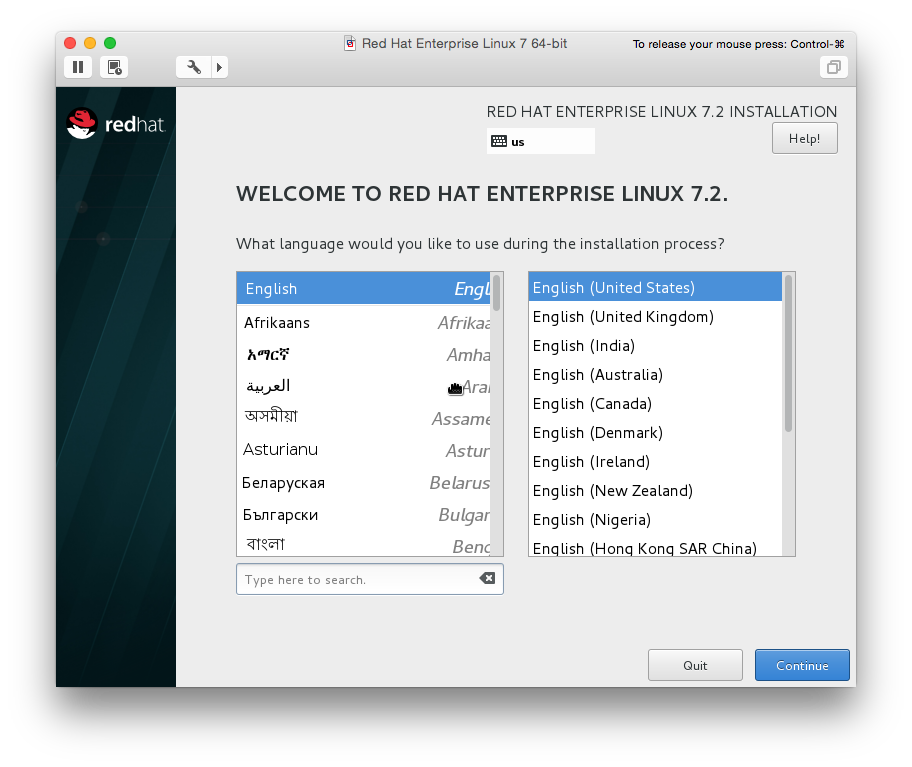 Red Hat Enterprise Linux 7 64-bit
To release your mouse press: Control-⌘
redhat.
RED HAT ENTERPRISE LINUX 7.2 INSTALLATION
us
Help!
WELCOME TO RED HAT ENTERPRISE LINUX 7.2.
What language would you like to use during the installation process?
English Engl
Afrikaans Afrikaa
አማርኛ Amha
العربية Ara
অসমীয়া Assame
Asturianu Astur
Беларуская Belarus
Български Bulgar
বাংলা Beng
Type here to search.
English (United States)
English (United Kingdom)
English (India)
English (Australia)
English (Canada)
English (Denmark)
English (Ireland)
English (New Zealand)
English (Nigeria)
English (Hong Kong SAR China)
Quit
Continue